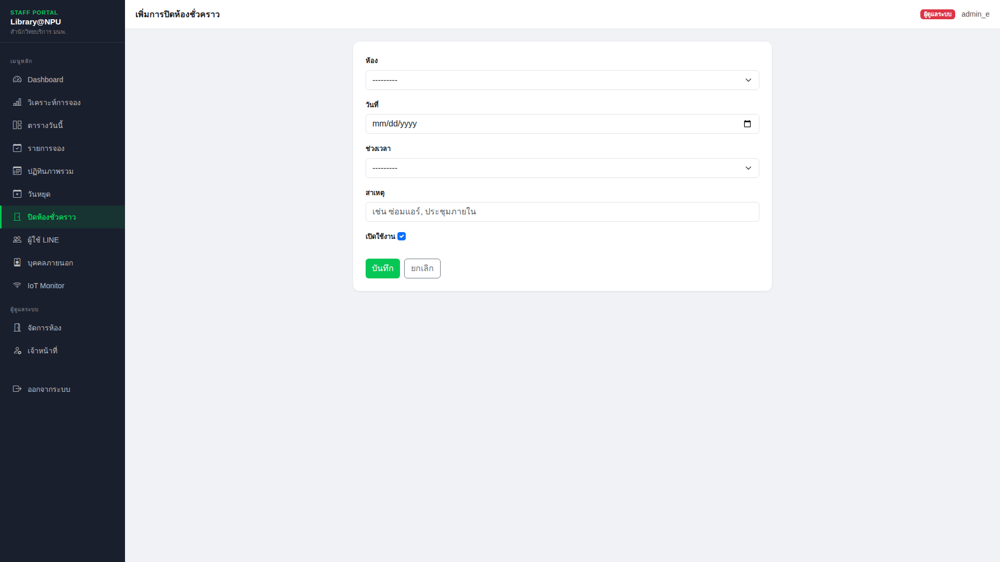 STAFF PORTAL
Library@NPU
สำนักวิทยบริการ มนพ.
เมนูหลัก
Dashboard
วิเคราะห์การจอง
ตารางวันนี้
รายการจอง
ปฏิทินภาพรวม
วันหยุด
ปิดห้องชั่วคราว
ผู้ใช้ LINE
บุคคลภายนอก
IoT Monitor
ผู้ดูแลระบบ
จัดการห้อง
เจ้าหน้าที่
ออกจากระบบ
เพิ่มการปิดห้องชั่วคราว
ผู้ดูแลระบบ admin_e
ห้อง
---------
วันที่
mm/dd/yyyy
ช่วงเวลา
---------
สาเหตุ
เช่น ซ่อมแอร์, ประชุมภายใน
เปิดใช้งาน
บันทึก ยกเลิก